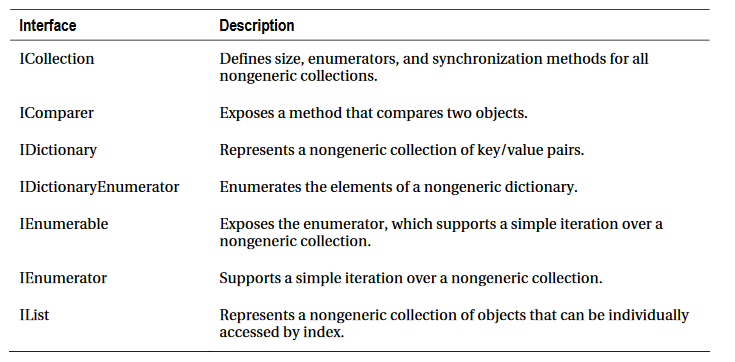 Interface Description
ICollection Defines size, enumerators, and synchronization methods for all
nongeneric collections.
IComparer Exposes a method that compares two objects.
IDictionary Represents a nongeneric collection of key/value pairs.
IDictionaryEnumerator Enumerates the elements of a nongeneric dictionary.
IEnumerable Exposes the enumerator, which supports a simple iteration over a
nongeneric collection.
IEnumerator Supports a simple iteration over a nongeneric collection.
IList Represents a nongeneric collection of objects that can be individually
accessed by index.